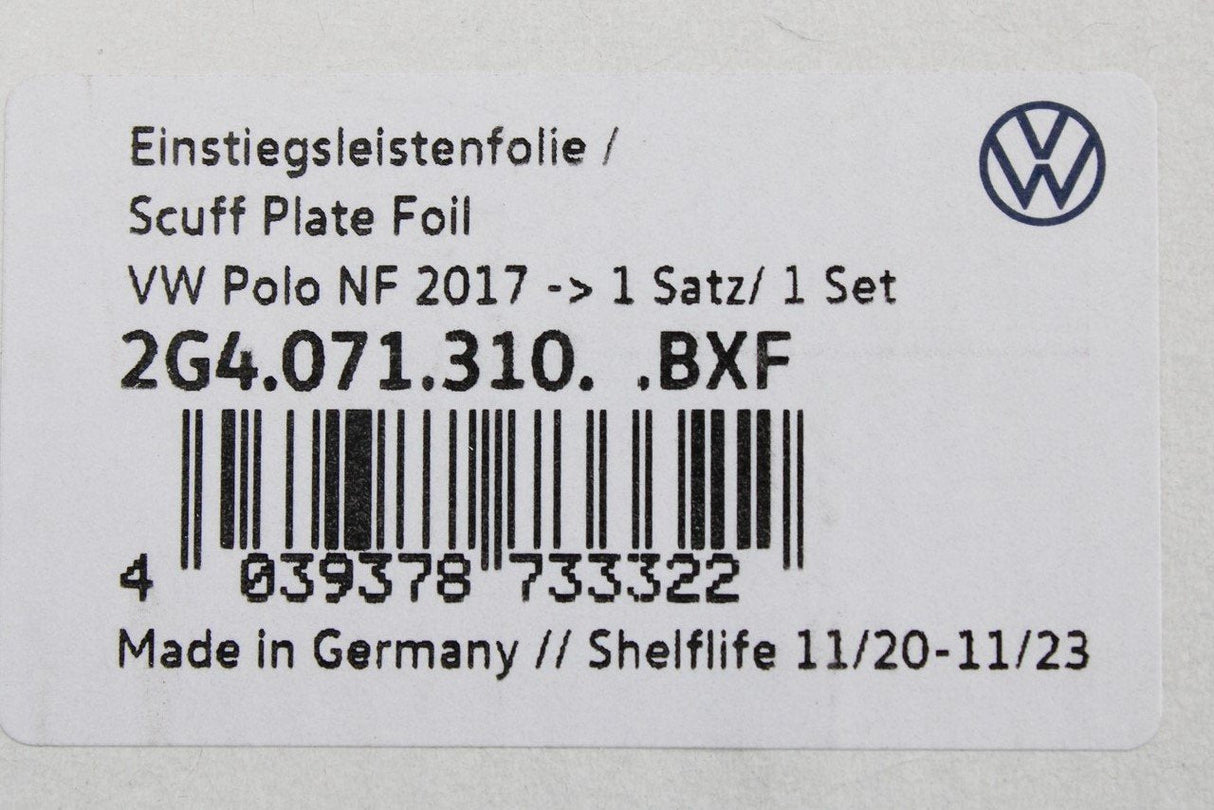 Einstiegsleistenfolie /
Scuff Plate Foil
VW Polo NF 2017 -> 1 Satz/ 1 Set
2G4.071.310. .BXF
4 039378 733322
Made in Germany // Shelflife 11/20-11/23